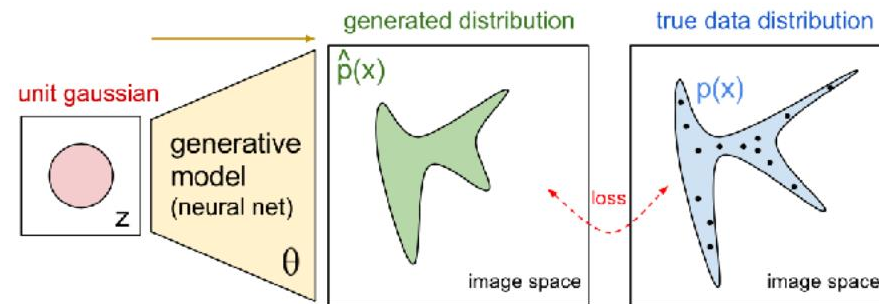 generated distribution
true data distribution
unit gaussian
p̂(x)
p(x)
generative
model
(neural net)
z
θ
loss
image space
image space